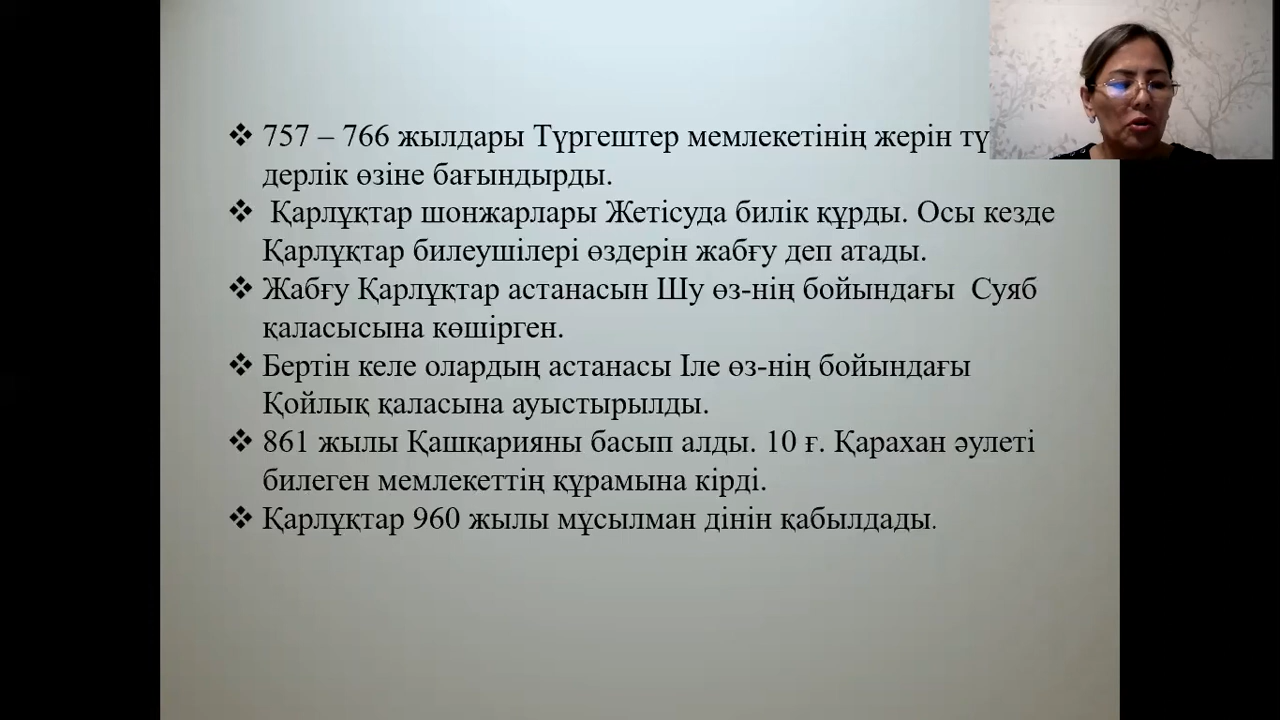 ❖ 757 – 766 жылдары Түргештер мемлекетінің жерін
дерлік өзіне бағындырды.
❖ Қарлұқтар шонжарлары Жетісуда билік құрды. Осы кезде
Қарлұқтар билеушілері өздерін жабғу деп атады.
❖ Жабғу Қарлұқтар астанасын Шу өз-нің бойындағы Суяб
қаласысына көшірген.
❖ Бертін келе олардың астанасы Іле өз-нің бойындағы
Қойлық қаласына ауыстырылды.
❖ 861 жылы Қашқарияны басып алды. 10 ғ. Қарахан әулеті
билеген мемлекеттің құрамына кірді.
❖ Қарлұқтар 960 жылы мұсылман дінін қабылдады.